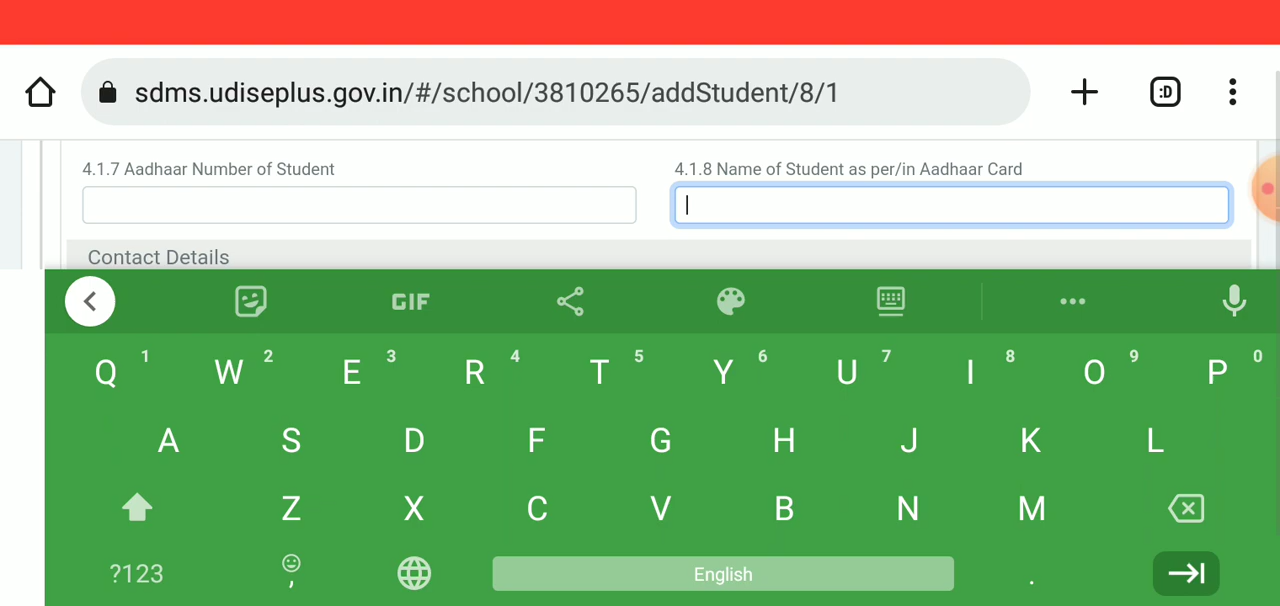 sdms.udiseplus.gov.in/#/school/3810265/addStudent/8/1
:D
4.1.7 Aadhaar Number of Student
4.1.8 Name of Student as per/in Aadhaar Card
Contact Details
GIF
Q 1 W 2 E 3 R 4 T 5 Y 6 U 7 I 8 O 9 P 0
A S D F G H J K L
Z X C V B N M
?123 , English .